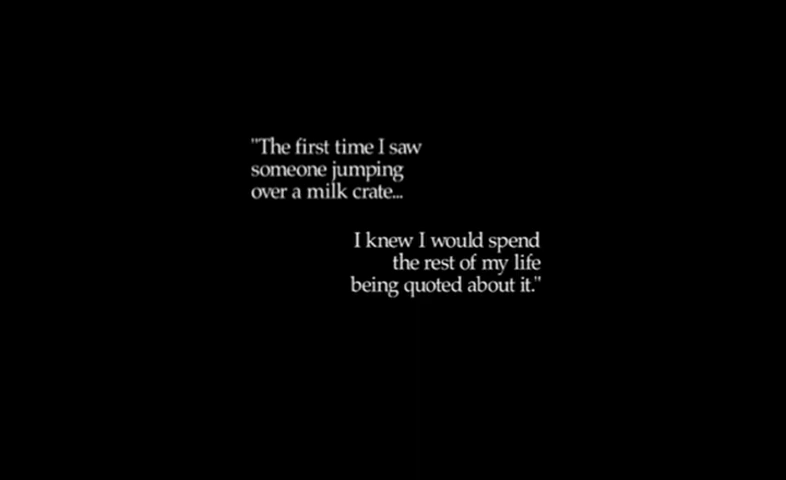 "The first time I saw
someone jumping
over a milk crate...
I knew I would spend
the rest of my life
being quoted about it."